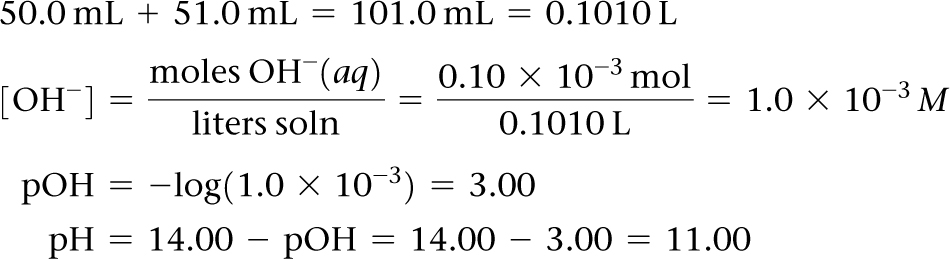 50.0 mL + 51.0 mL = 101.0 mL = 0.1010 L
[OH⁻] = moles OH⁻(aq) / liters soln = 0.10 × 10⁻³ mol / 0.1010 L = 1.0 × 10⁻³ M
pOH = −log(1.0 × 10⁻³) = 3.00
pH = 14.00 − pOH = 14.00 − 3.00 = 11.00